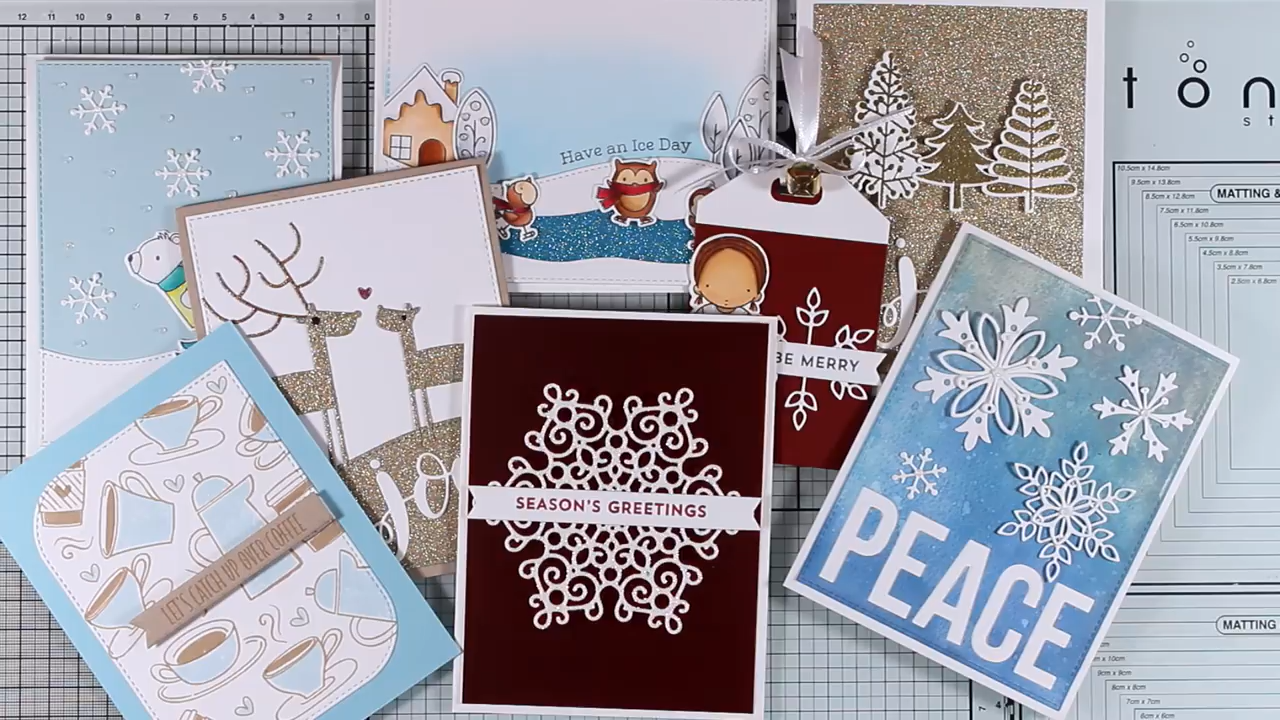 12 11 10 9 8 7 6 5 4 3 2 1 0
Have an Ice Day
ton
st
10.5cm x 14.8cm
9.5cm x 13.8cm
8.5cm x 12.8cm
7.5cm x 11.8cm
6.5cm x 10.8cm
5.5cm x 9.8cm
4.5cm x 8.8cm
3.5cm x 7.8cm
2.5cm x 6.8cm
MATTING &
BE MERRY
joy
SEASON'S GREETINGS
LET'S CATCH UP OVER COFFEE
PEACE
MATTING
9cm x 9cm
8cm x 8cm
7cm x 7cm
6cm x 6cm